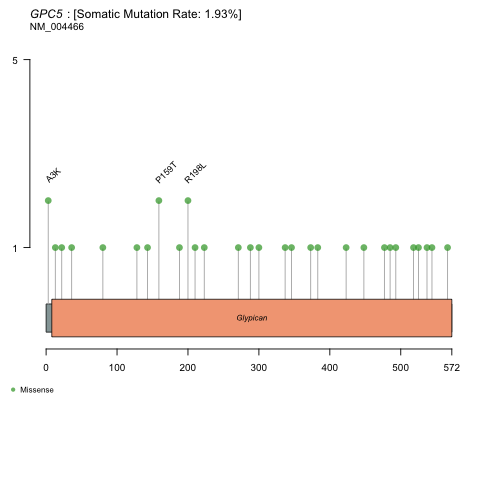 GPC5 : [Somatic Mutation Rate: 1.93%]
NM_004466
5
A3K
P159T
R198L
1
Glypican
0 100 200 300 400 500 572
Missense